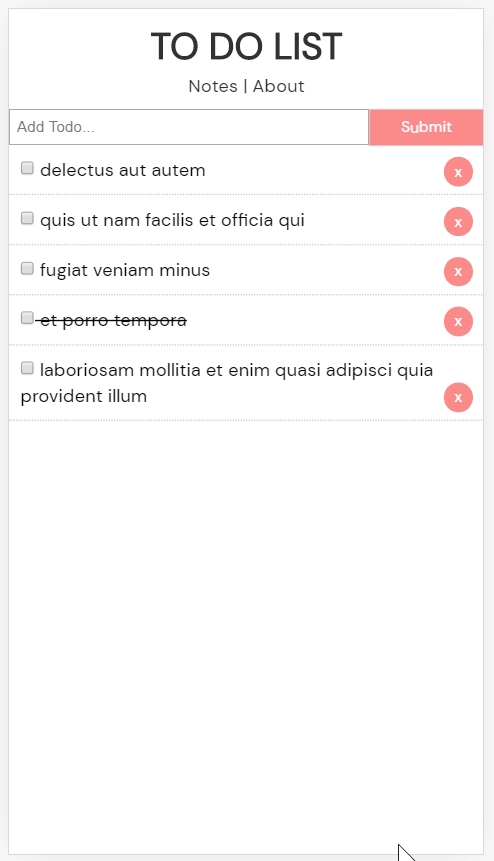 TO DO LIST
Notes | About
Add Todo...
Submit
delectus aut autem
x
quis ut nam facilis et officia qui
x
fugiat veniam minus
x
et porro tempora
x
laboriosam mollitia et enim quasi adipisci quia
provident illum
x